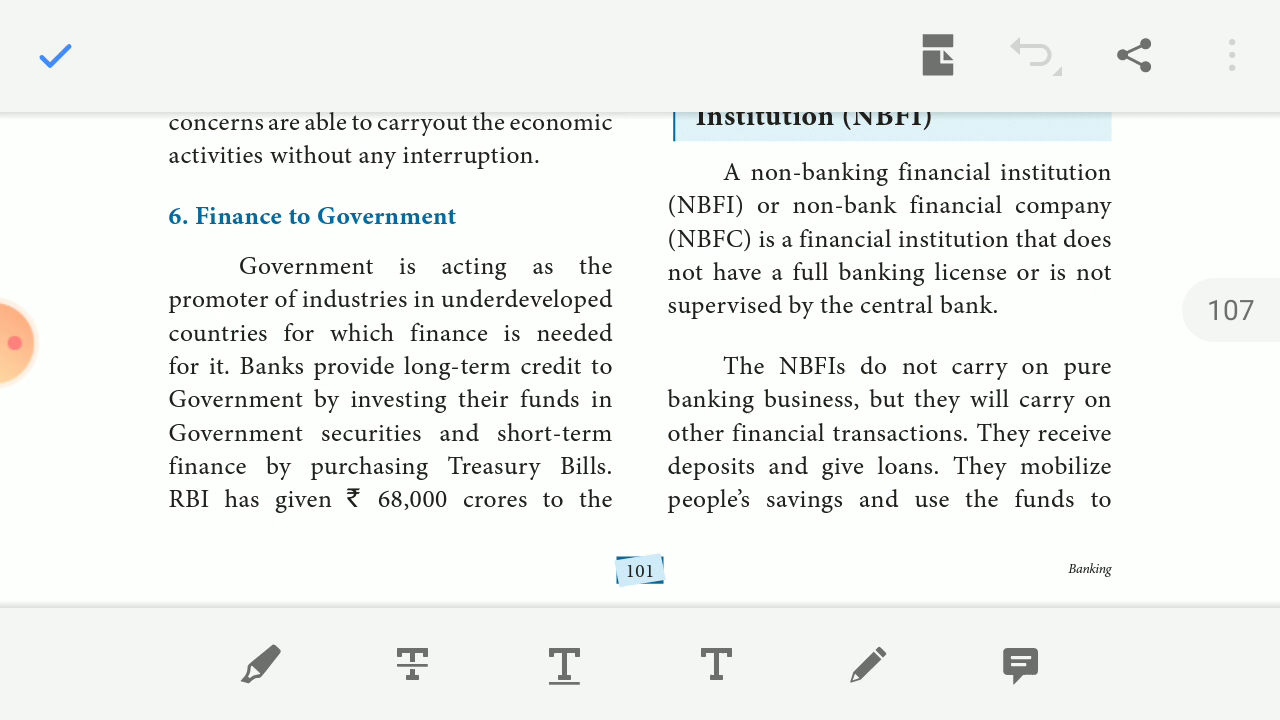 concerns are able to carryout the economic
activities without any interruption.
6. Finance to Government
Government is acting as the
promoter of industries in underdeveloped
countries for which finance is needed
for it. Banks provide long-term credit to
Government by investing their funds in
Government securities and short-term
finance by purchasing Treasury Bills.
RBI has given ₹ 68,000 crores to the
Institution (NBFI)
A non-banking financial institution
(NBFI) or non-bank financial company
(NBFC) is a financial institution that does
not have a full banking license or is not
supervised by the central bank.
The NBFIs do not carry on pure
banking business, but they will carry on
other financial transactions. They receive
deposits and give loans. They mobilize
people's savings and use the funds to
107
101
Banking